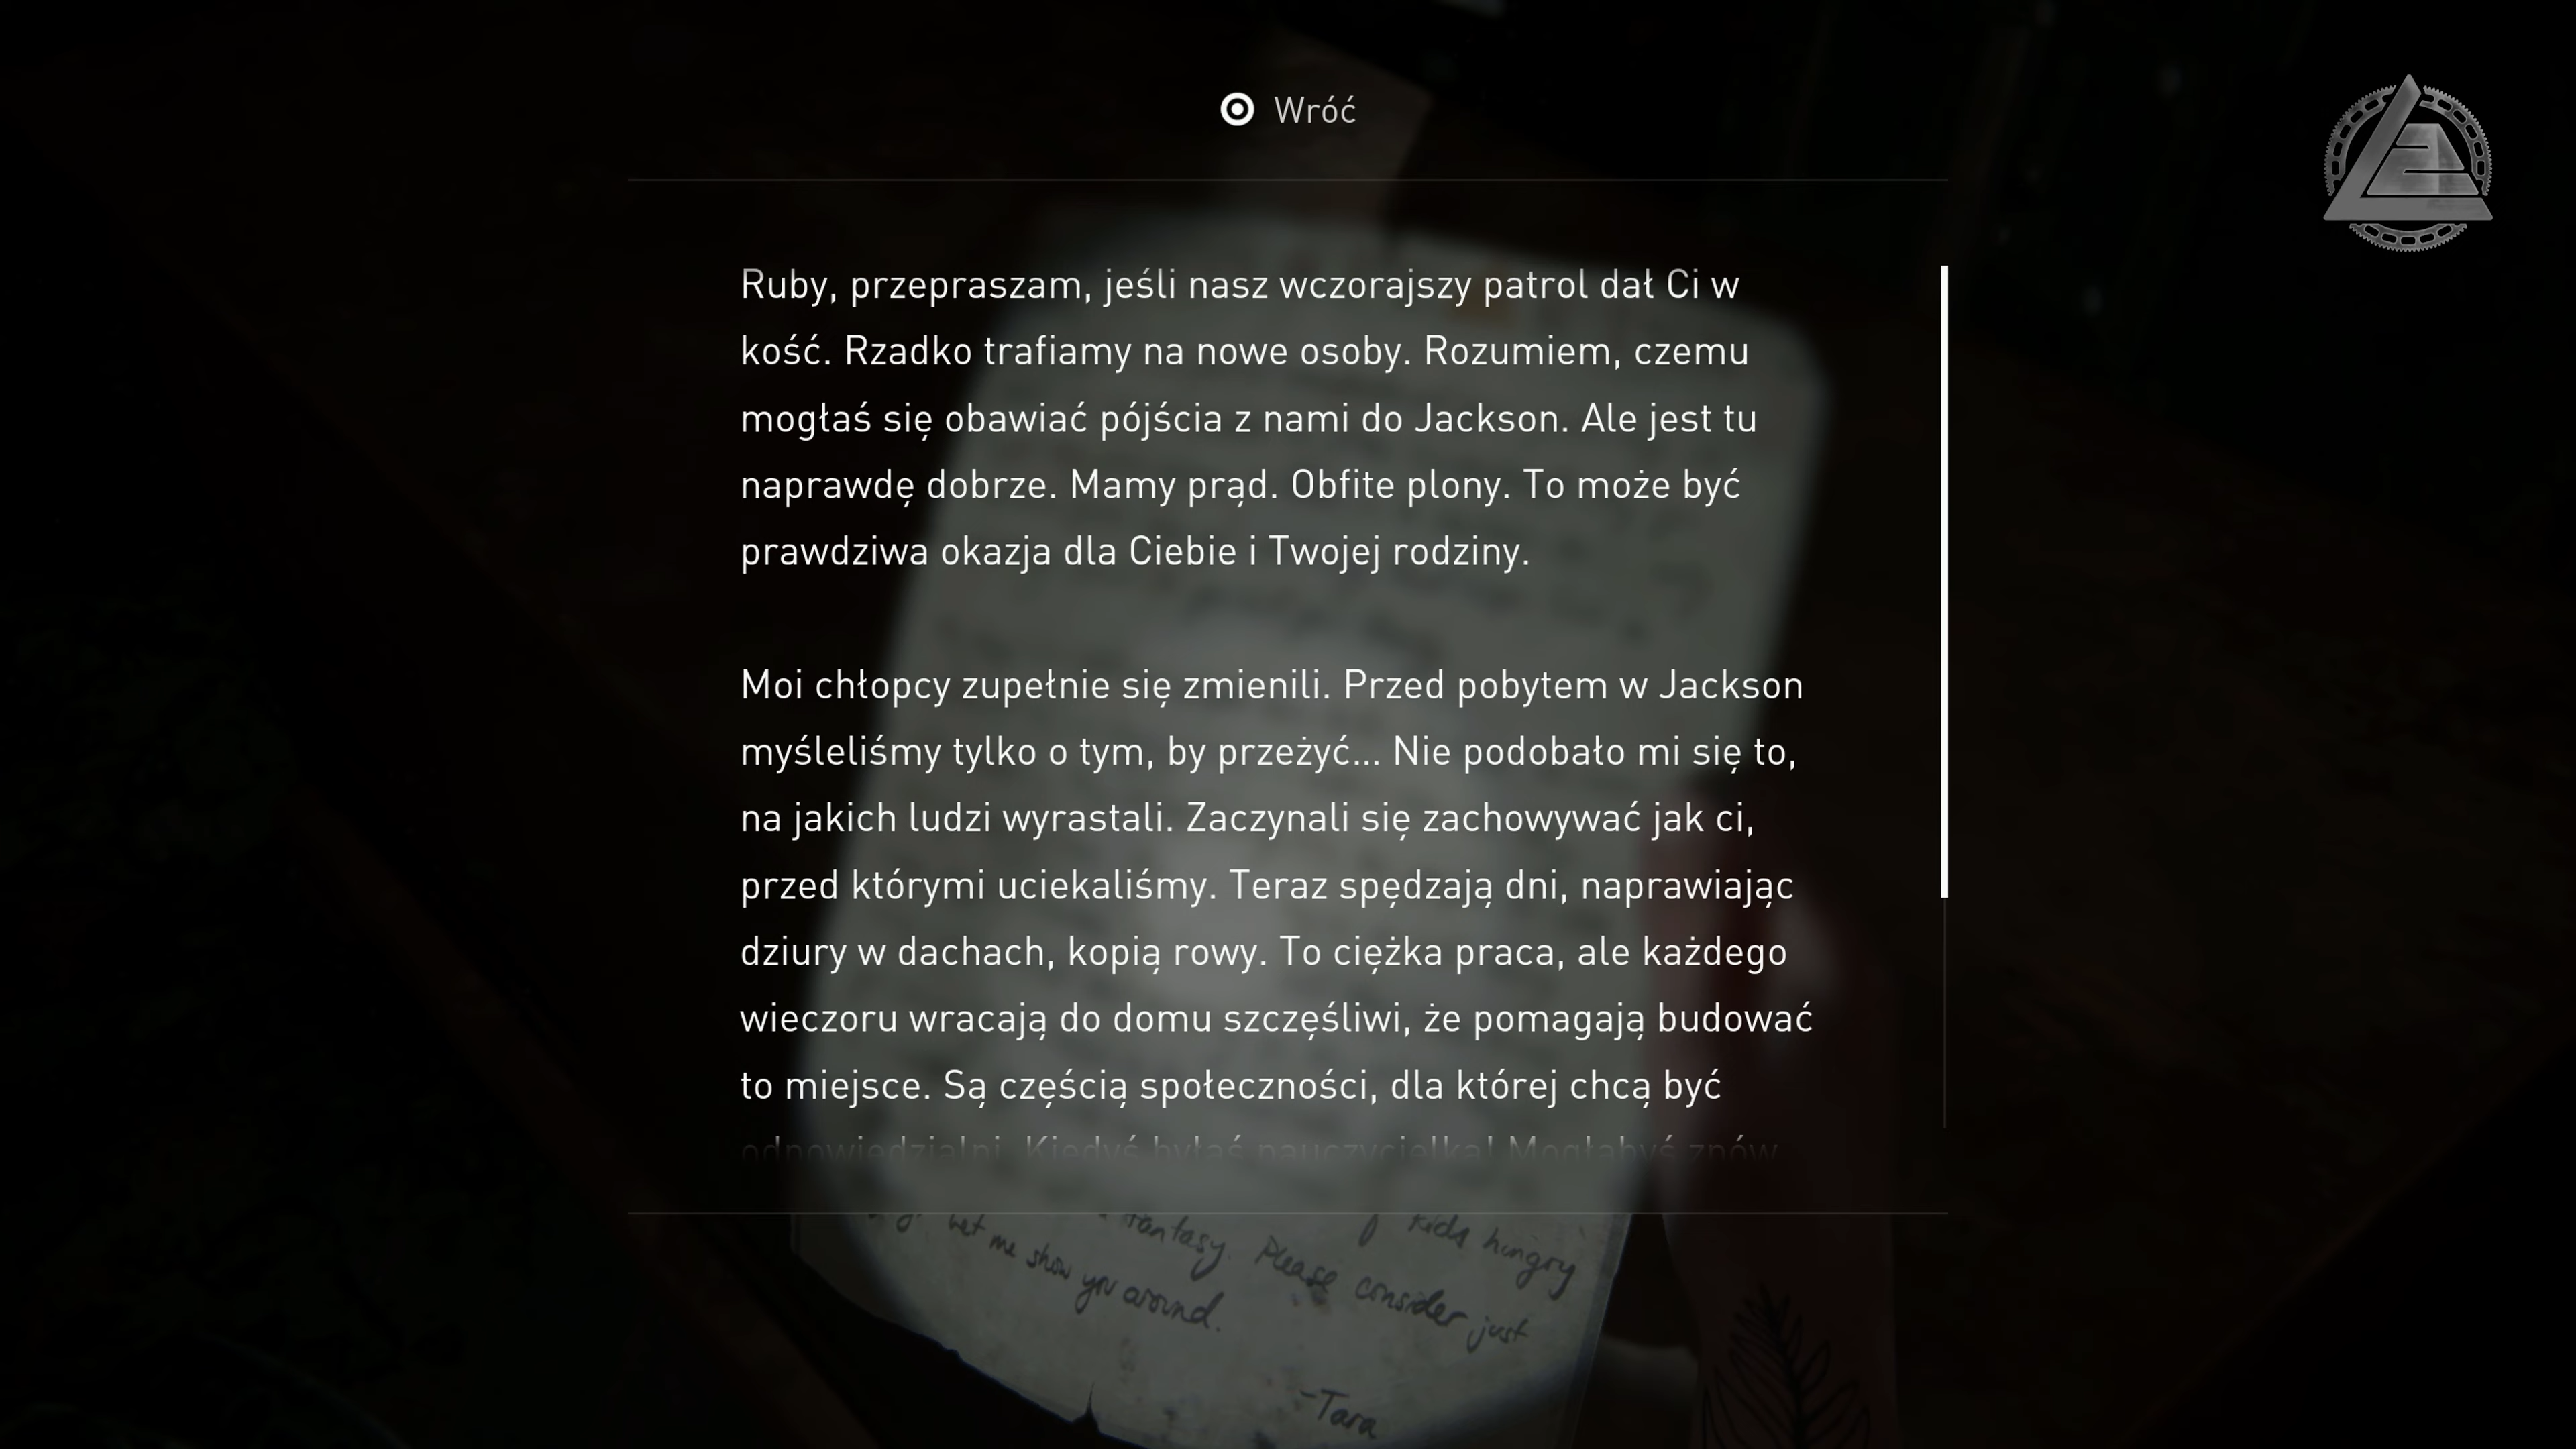 Wróć
Ruby, przepraszam, jeśli nasz wczorajszy patrol dał Ci w
kość. Rzadko trafiamy na nowe osoby. Rozumiem, czemu
mogłaś się obawiać pójścia z nami do Jackson. Ale jest tu
naprawdę dobrze. Mamy prąd. Obfite plony. To może być
prawdziwa okazja dla Ciebie i Twojej rodziny.
Moi chłopcy zupełnie się zmienili. Przed pobytem w Jackson
myśleliśmy tylko o tym, by przeżyć... Nie podobało mi się to,
na jakich ludzi wyrastali. Zaczynali się zachowywać jak ci,
przed którymi uciekaliśmy. Teraz spędzają dni, naprawiając
dziury w dachach, kopią rowy. To ciężka praca, ale każdego
wieczoru wracają do domu szczęśliwi, że pomagają budować
to miejsce. Są częścią społeczności, dla której chcą być
odpowiedzialni. Kiedyś byłaś nauczycielką! Mogłabyś znów
kids hungry
fantasy. Please consider just
let me show you around.
-Tara